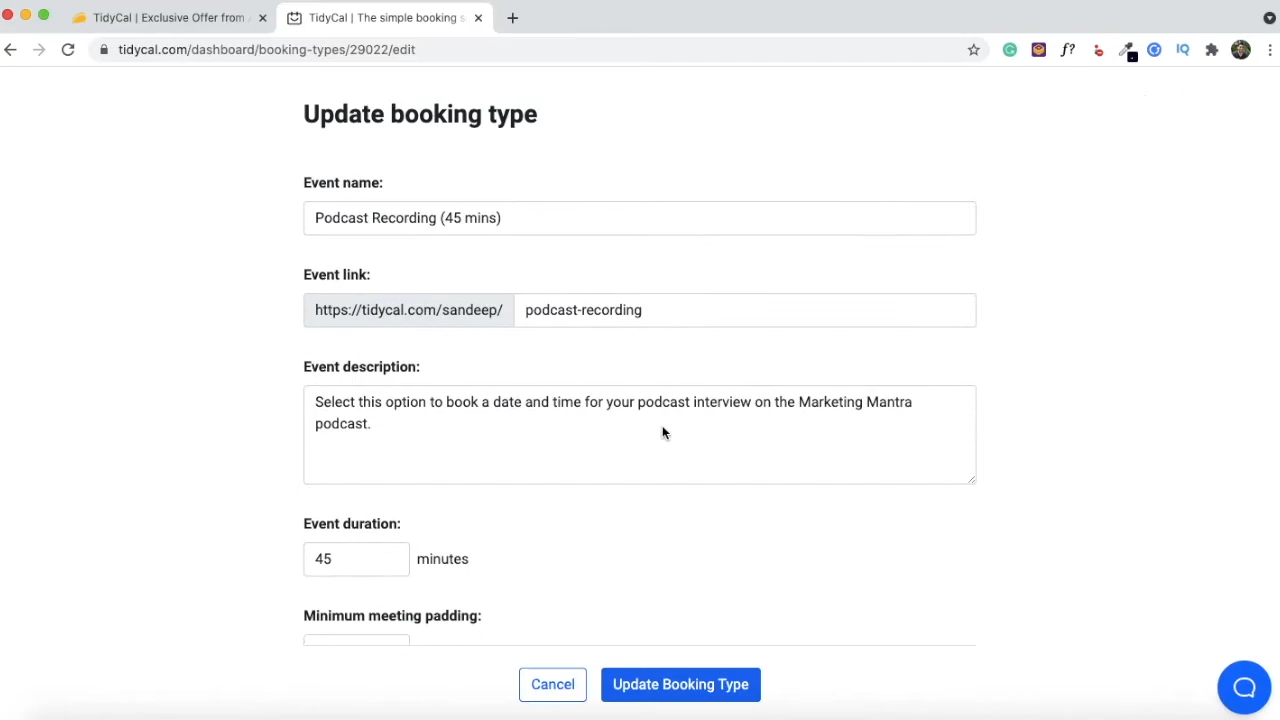 TidyCal | Exclusive Offer from
TidyCal | The simple booking s
tidycal.com/dashboard/booking-types/29022/edit
f?
IQ
Update booking type
Event name:
Podcast Recording (45 mins)
Event link:
https://tidycal.com/sandeep/ podcast-recording
Event description:
Select this option to book a date and time for your podcast interview on the Marketing Mantra
podcast.
Event duration:
45 minutes
Minimum meeting padding:
Cancel Update Booking Type